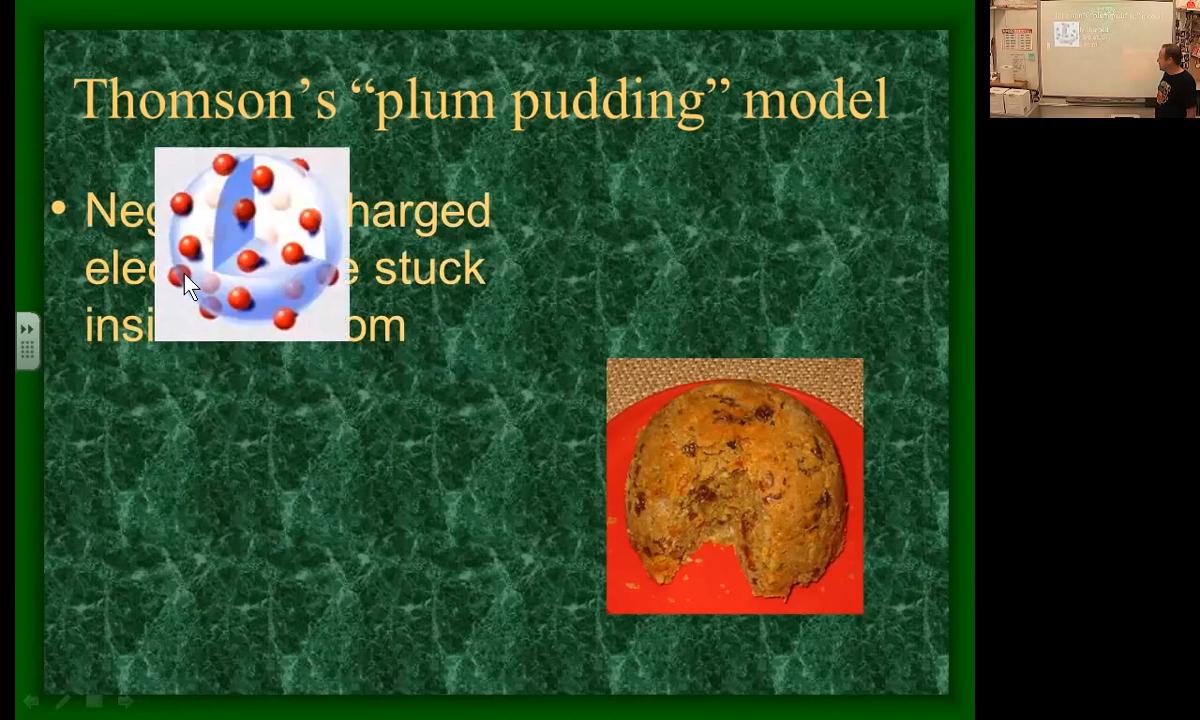 Thomson’s “plum pudding” model
• Neg harged
elec e stuck
insi om